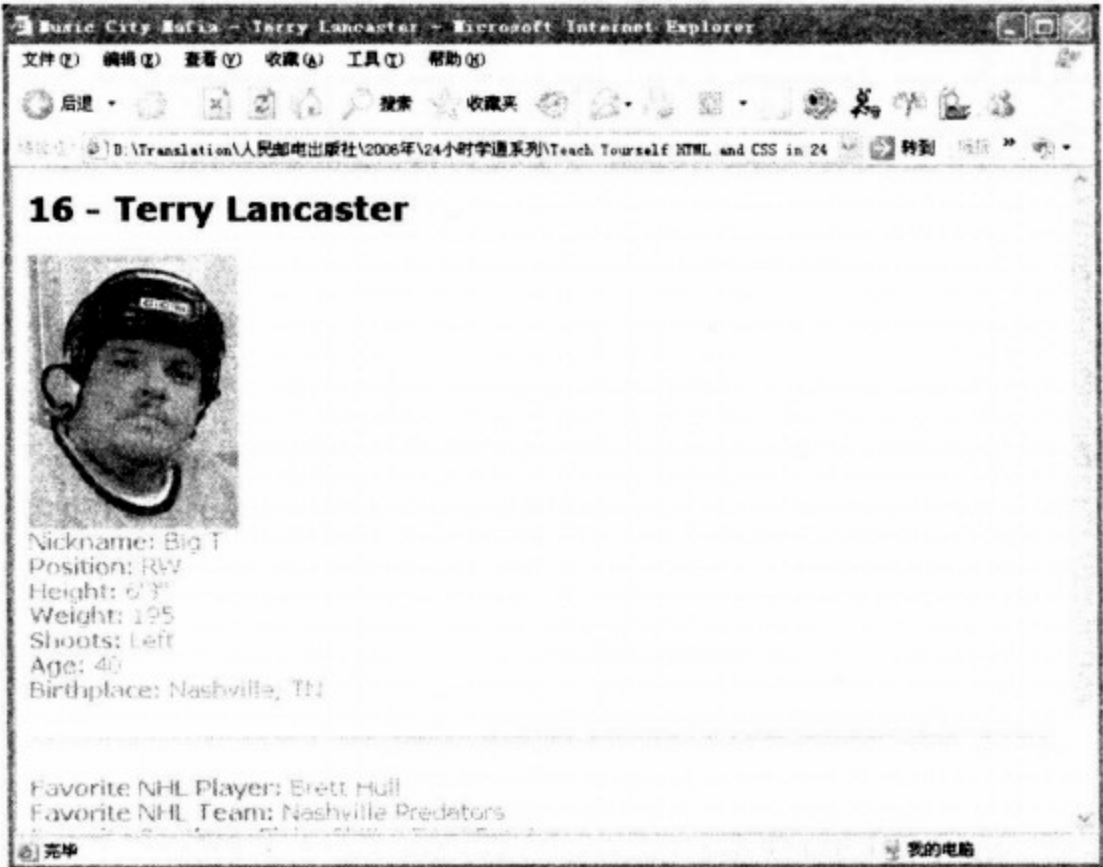 Music City Mafia - Terry Lancaster - Microsoft Internet Explorer
文件(F) 编辑(E) 查看(V) 收藏(A) 工具(T) 帮助(H)
后退 搜索 收藏夹
D:\Translation\人民邮电出版社\2006年\24小时学通系列\Teach Yourself HTML and CSS in 24 转到 链接 »
16 - Terry Lancaster
CCM
Nickname: Big T
Position: RW
Height: 6'3"
Weight: 195
Shoots: Left
Age: 40
Birthplace: Nashville, TN
Favorite NHL Player: Brett Hull
Favorite NHL Team: Nashville Predators
完毕 我的电脑